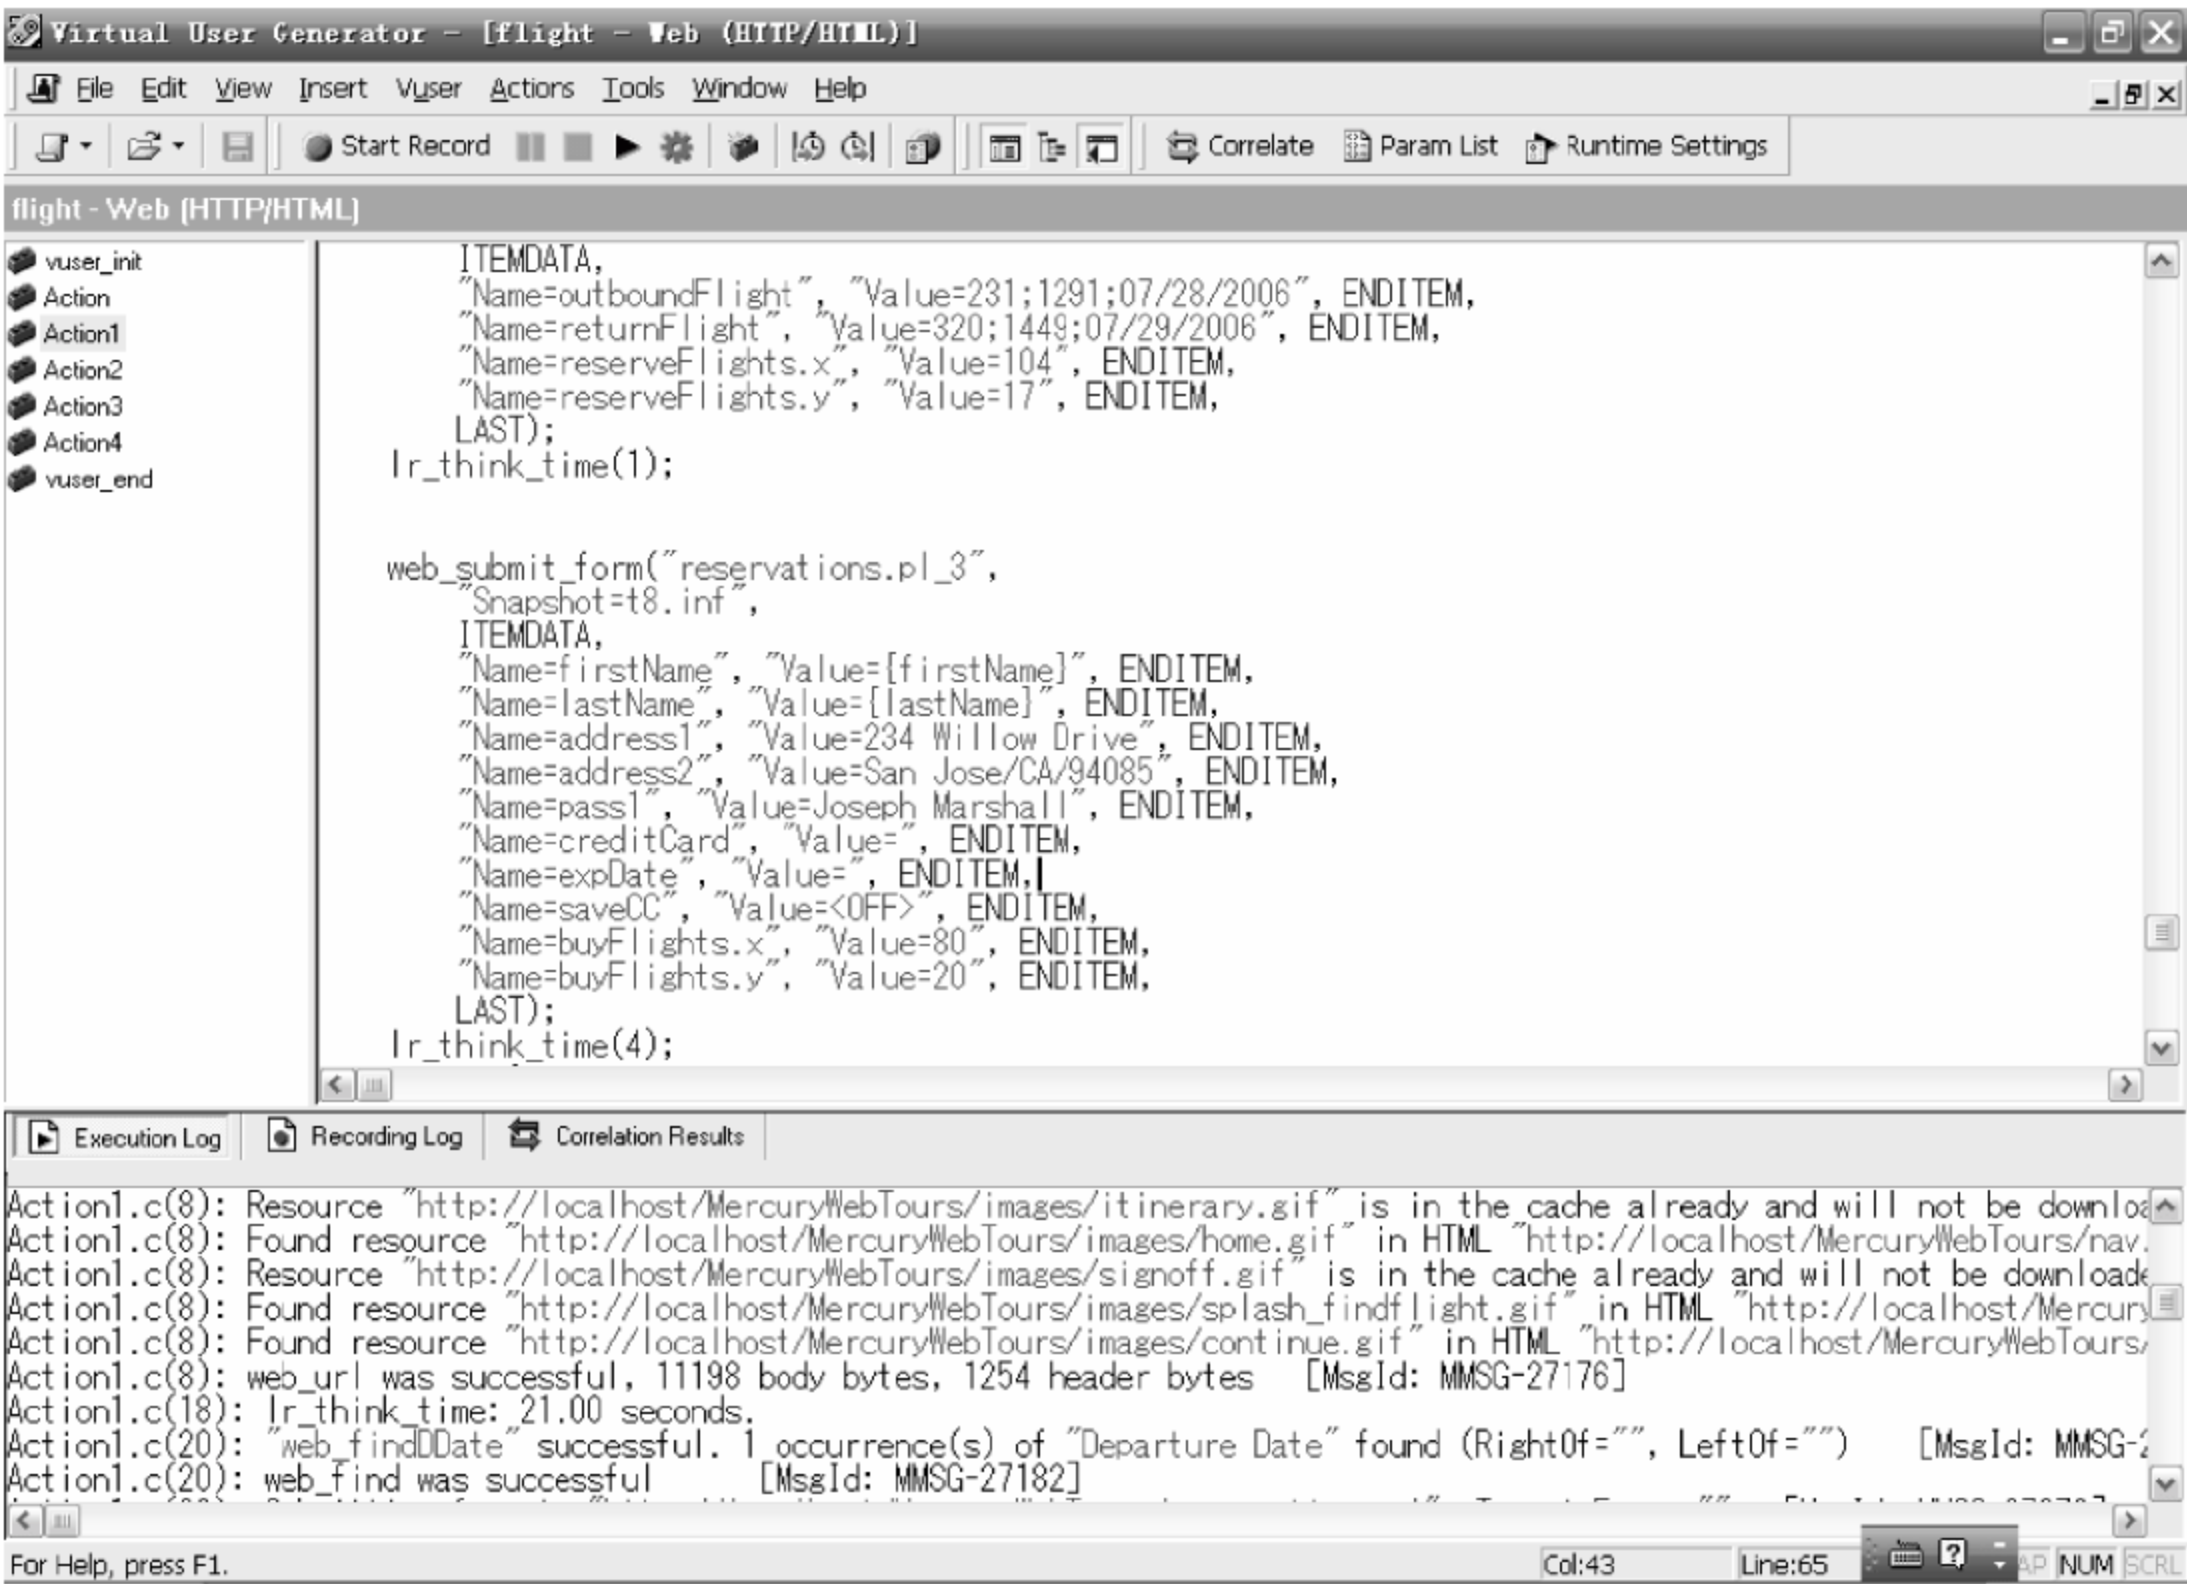 Virtual User Generator - [flight - Web (HTTP/HTML)]
File Edit View Insert Vuser Actions Tools Window Help
Start Record Correlate Param List Runtime Settings
flight - Web (HTTP/HTML)
vuser_init
Action
Action1
Action2
Action3
Action4
vuser_end
ITEMDATA,
"Name=outboundFlight", "Value=231;1291;07/28/2006", ENDITEM,
"Name=returnFlight", "Value=320;1449;07/29/2006", ENDITEM,
"Name=reserveFlights.x", "Value=104", ENDITEM,
"Name=reserveFlights.y", "Value=17", ENDITEM,
LAST);
lr_think_time(1);
web_submit_form("reservations.pl_3",
"Snapshot=t8.inf",
ITEMDATA,
"Name=firstName", "Value={firstName}", ENDITEM,
"Name=lastName", "Value={lastName}", ENDITEM,
"Name=address1", "Value=234 Willow Drive", ENDITEM,
"Name=address2", "Value=San Jose/CA/94085", ENDITEM,
"Name=pass1", "Value=Joseph Marshall", ENDITEM,
"Name=creditCard", "Value=", ENDITEM,
"Name=expDate", "Value=", ENDITEM,
"Name=saveCC", "Value=<OFF>", ENDITEM,
"Name=buyFlights.x", "Value=80", ENDITEM,
"Name=buyFlights.y", "Value=20", ENDITEM,
LAST);
lr_think_time(4);
Execution Log Recording Log Correlation Results
Action1.c(8): Resource "http://localhost/MercuryWebTours/images/itinerary.gif" is in the cache already and will not be downloa
Action1.c(8): Found resource "http://localhost/MercuryWebTours/images/home.gif" in HTML "http://localhost/MercuryWebTours/nav.
Action1.c(8): Resource "http://localhost/MercuryWebTours/images/signoff.gif" is in the cache already and will not be downloade
Action1.c(8): Found resource "http://localhost/MercuryWebTours/images/splash_findflight.gif" in HTML "http://localhost/Mercury
Action1.c(8): Found resource "http://localhost/MercuryWebTours/images/continue.gif" in HTML "http://localhost/MercuryWebTours/
Action1.c(8): web_url was successful, 11198 body bytes, 1254 header bytes [MsgId: MMSG-27176]
Action1.c(18): lr_think_time: 21.00 seconds.
Action1.c(20): "web_findDDate" successful. 1 occurrence(s) of "Departure Date" found (RightOf="", LeftOf="") [MsgId: MMSG-2
Action1.c(20): web_find was successful [MsgId: MMSG-27182]
For Help, press F1. Col:43 Line:65 AP NUM SCRL